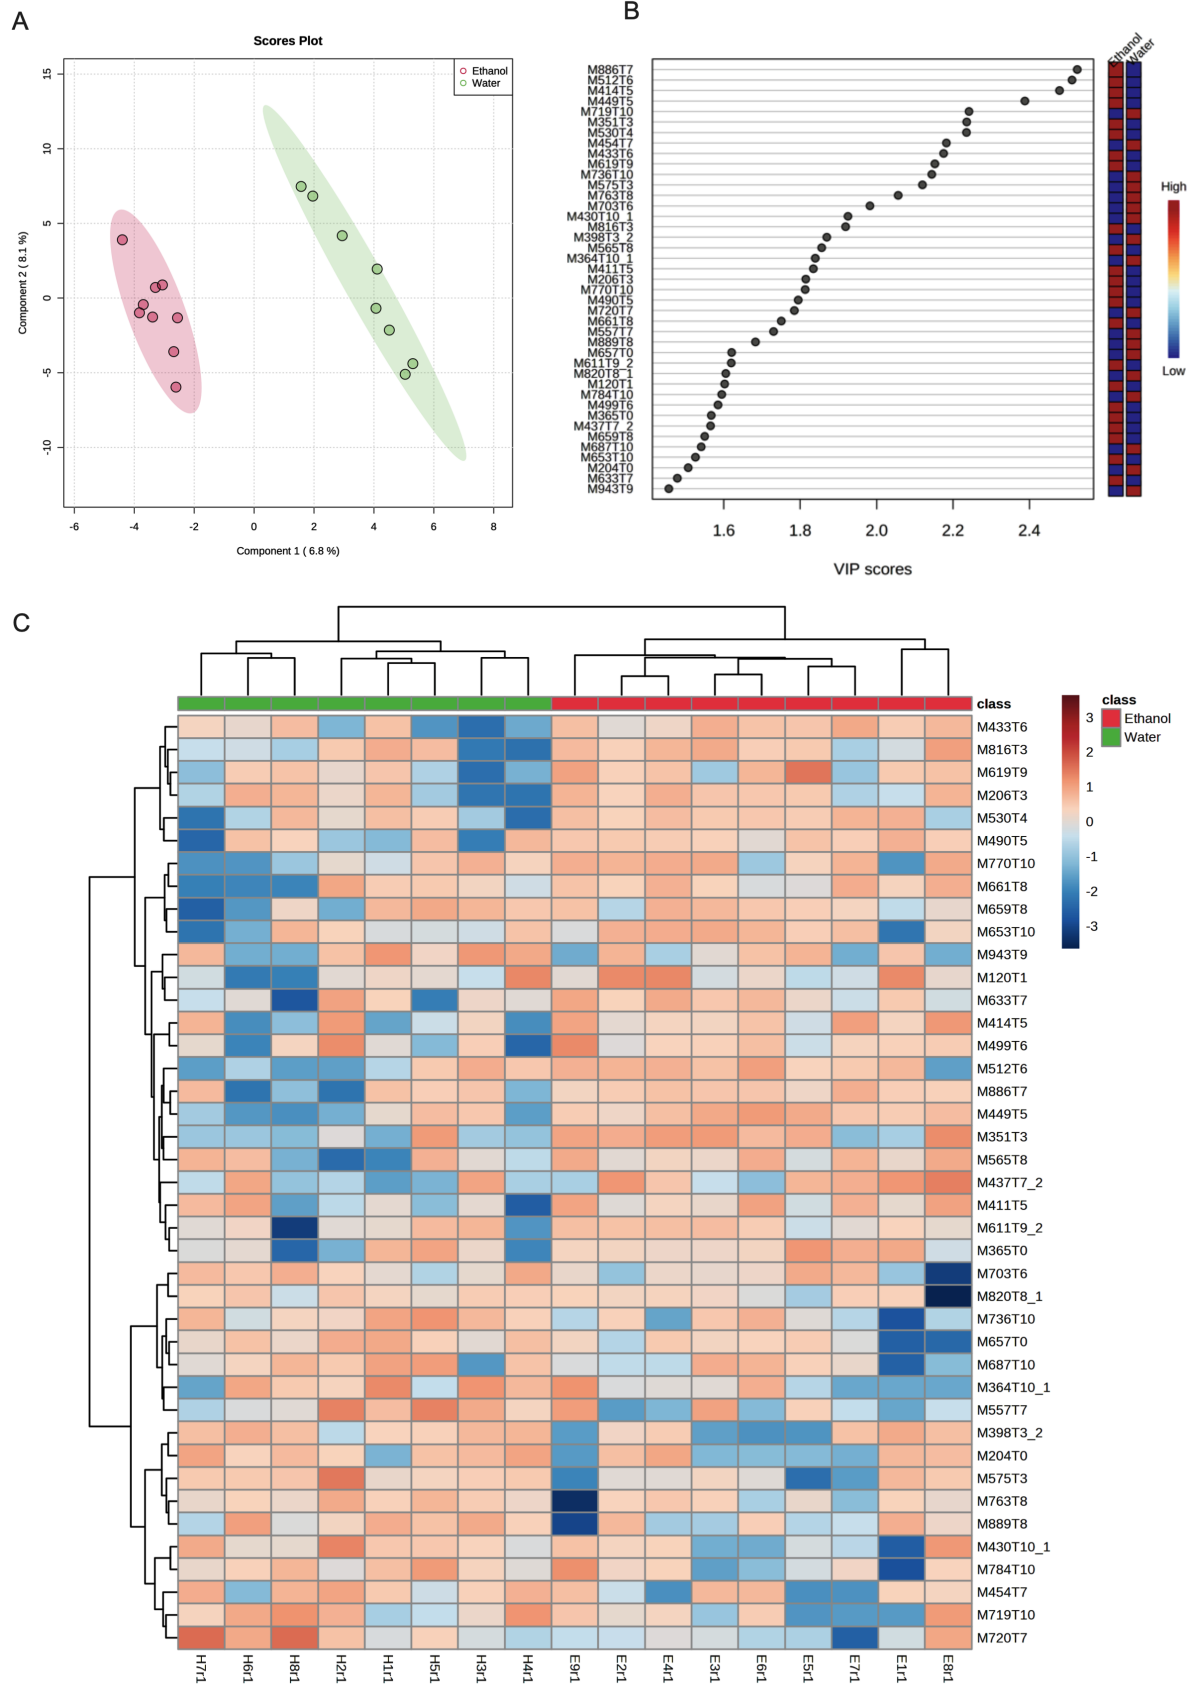 A
Scores Plot
Ethanol
Water
15
10
5
0
-5
-10
Component 2 ( 8.1 %)
-6
-4
-2
0
2
4
6
8
Component 1 ( 6.8 %)
B
Ethanol
Water
M886T7
M512T6
M414T5
M449T5
M719T10
M351T3
M530T4
M454T7
M433T6
M619T9
M736T10
M575T3
M763T8
M703T6
M430T10_1
M816T3
M398T3_2
M565T8
M364T10_1
M411T5
M206T3
M770T10
M490T5
M720T7
M661T8
M557T7
M889T8
M657T0
M611T9_2
M820T8_1
M120T1
M784T10
M499T6
M365T0
M437T7_2
M659T8
M687T10
M653T10
M204T0
M633T7
M943T9
1.6
1.8
2.0
2.2
2.4
VIP scores
High
Low
C
class
M433T6
M816T3
M619T9
M206T3
M530T4
M490T5
M770T10
M661T8
M659T8
M653T10
M943T9
M120T1
M633T7
M414T5
M499T6
M512T6
M886T7
M449T5
M351T3
M565T8
M437T7_2
M411T5
M611T9_2
M365T0
M703T6
M820T8_1
M736T10
M657T0
M687T10
M364T10_1
M557T7
M398T3_2
M204T0
M575T3
M763T8
M889T8
M430T10_1
M784T10
M454T7
M719T10
M720T7
H7r1
H6r1
H8r1
H2r1
H1r1
H5r1
H3r1
H4r1
E9r1
E2r1
E4r1
E3r1
E6r1
E5r1
E7r1
E1r1
E8r1
3
2
1
0
-1
-2
-3
class
Ethanol
Water